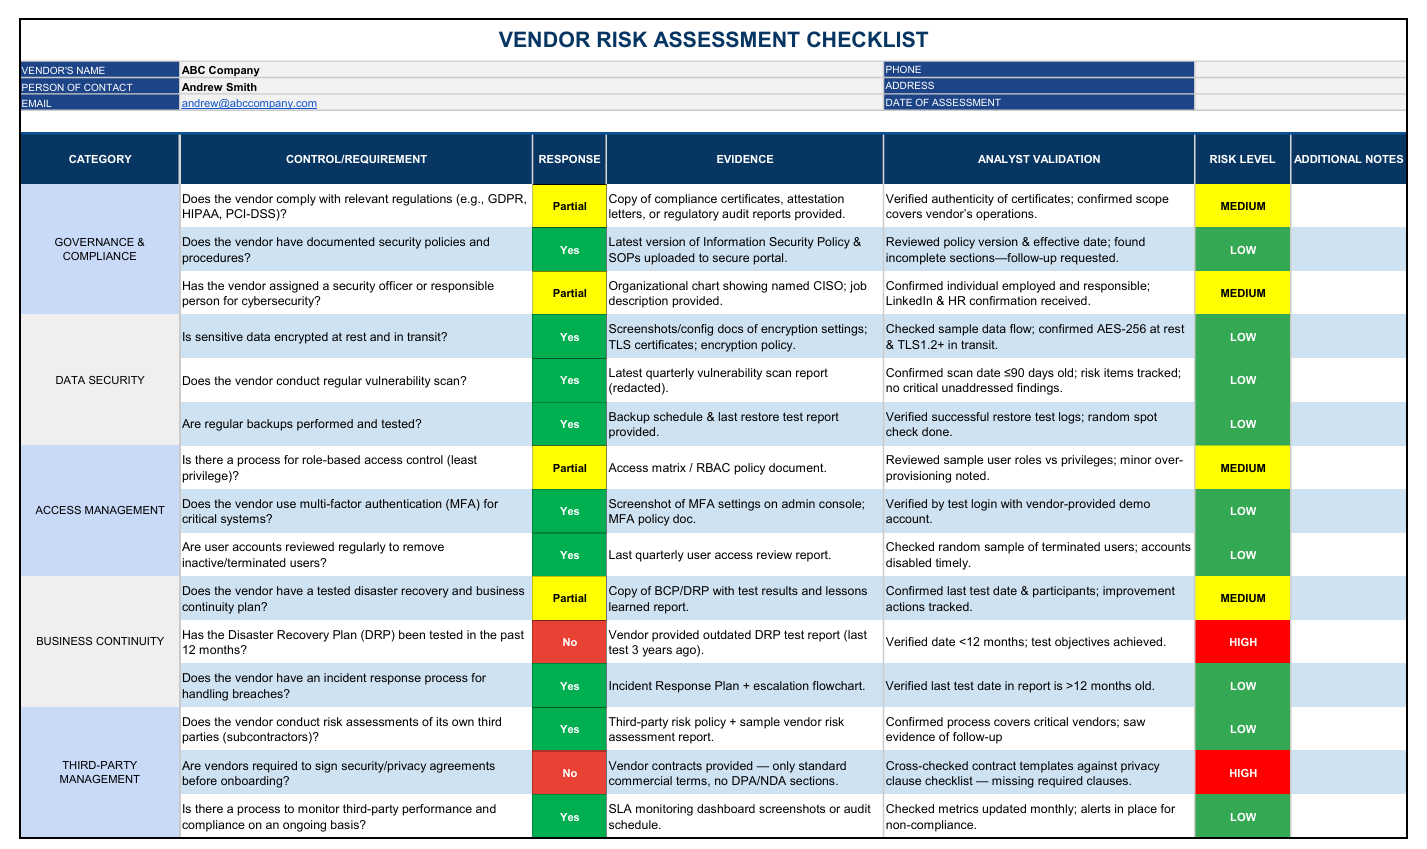 VENDOR RISK ASSESSMENT CHECKLIST
VENDOR'S NAME
ABC Company
PHONE
PERSON OF CONTACT
Andrew Smith
ADDRESS
EMAIL
andrew@abccompany.com
DATE OF ASSESSMENT
CATEGORY
CONTROL/REQUIREMENT
RESPONSE
EVIDENCE
ANALYST VALIDATION
RISK LEVEL
ADDITIONAL NOTES
GOVERNANCE &
COMPLIANCE
Does the vendor comply with relevant regulations (e.g., GDPR,
HIPAA, PCI-DSS)?
Partial
Copy of compliance certificates, attestation
letters, or regulatory audit reports provided.
Verified authenticity of certificates; confirmed scope
covers vendor's operations.
MEDIUM
Does the vendor have documented security policies and
procedures?
Yes
Latest version of Information Security Policy &
SOPs uploaded to secure portal.
Reviewed policy version & effective date; found
incomplete sections—follow-up requested.
LOW
Has the vendor assigned a security officer or responsible
person for cybersecurity?
Partial
Organizational chart showing named CISO; job
description provided.
Confirmed individual employed and responsible;
LinkedIn & HR confirmation received.
MEDIUM
DATA SECURITY
Is sensitive data encrypted at rest and in transit?
Yes
Screenshots/config docs of encryption settings;
TLS certificates; encryption policy.
Checked sample data flow; confirmed AES-256 at rest
& TLS1.2+ in transit.
LOW
Does the vendor conduct regular vulnerability scan?
Yes
Latest quarterly vulnerability scan report
(redacted).
Confirmed scan date ≤90 days old; risk items tracked;
no critical unaddressed findings.
LOW
Are regular backups performed and tested?
Yes
Backup schedule & last restore test report
provided.
Verified successful restore test logs; random spot
check done.
LOW
ACCESS MANAGEMENT
Is there a process for role-based access control (least
privilege)?
Partial
Access matrix / RBAC policy document.
Reviewed sample user roles vs privileges; minor over-
provisioning noted.
MEDIUM
Does the vendor use multi-factor authentication (MFA) for
critical systems?
Yes
Screenshot of MFA settings on admin console;
MFA policy doc.
Verified by test login with vendor-provided demo
account.
LOW
Are user accounts reviewed regularly to remove
inactive/terminated users?
Yes
Last quarterly user access review report.
Checked random sample of terminated users; accounts
disabled timely.
LOW
BUSINESS CONTINUITY
Does the vendor have a tested disaster recovery and business
continuity plan?
Partial
Copy of BCP/DRP with test results and lessons
learned report.
Confirmed last test date & participants; improvement
actions tracked.
MEDIUM
Has the Disaster Recovery Plan (DRP) been tested in the past
12 months?
No
Vendor provided outdated DRP test report (last
test 3 years ago).
Verified date <12 months; test objectives achieved.
HIGH
Does the vendor have an incident response process for
handling breaches?
Yes
Incident Response Plan + escalation flowchart.
Verified last test date in report is >12 months old.
LOW
THIRD-PARTY
MANAGEMENT
Does the vendor conduct risk assessments of its own third
parties (subcontractors)?
Yes
Third-party risk policy + sample vendor risk
assessment report.
Confirmed process covers critical vendors; saw
evidence of follow-up
LOW
Are vendors required to sign security/privacy agreements
before onboarding?
No
Vendor contracts provided — only standard
commercial terms, no DPA/NDA sections.
Cross-checked contract templates against privacy
clause checklist — missing required clauses.
HIGH
Is there a process to monitor third-party performance and
compliance on an ongoing basis?
Yes
SLA monitoring dashboard screenshots or audit
schedule.
Checked metrics updated monthly; alerts in place for
non-compliance.
LOW